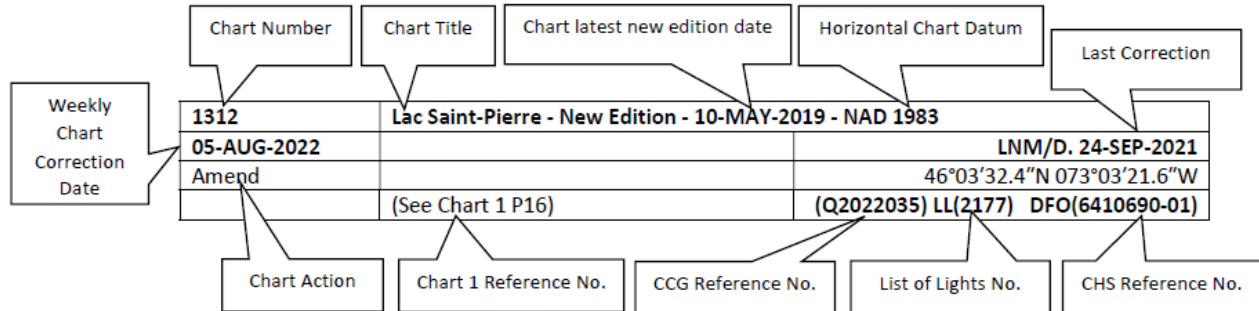 Chart Number
Chart Title
Chart latest new edition date
Horizontal Chart Datum
Last Correction
Weekly
Chart
Correction
Date
1312 Lac Saint-Pierre - New Edition - 10-MAY-2019 - NAD 1983
05-AUG-2022 LNM/D. 24-SEP-2021
Amend 46°03′32.4″N 073°03′21.6″W
(See Chart 1 P16) (Q2022035) LL(2177) DFO(6410690-01)
Chart Action
Chart 1 Reference No.
CCG Reference No.
List of Lights No.
CHS Reference No.